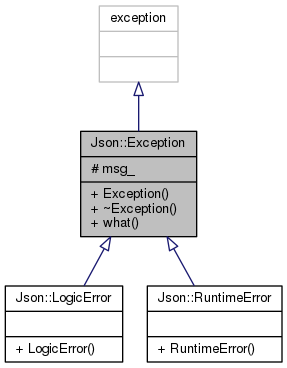 exception
Json::Exception
# msg_
+ Exception()
+ ~Exception()
+ what()
Json::LogicError
+ LogicError()
Json::RuntimeError
+ RuntimeError()